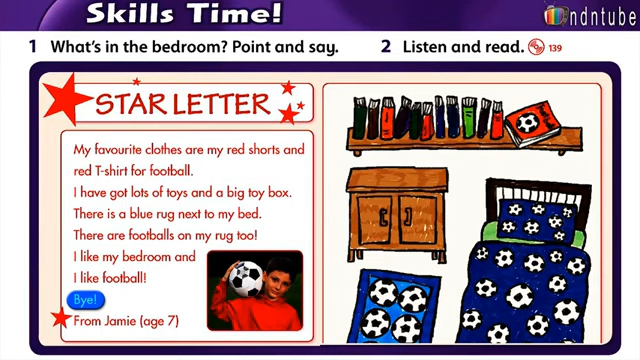 Skills Time!
ndntube
1 What's in the bedroom? Point and say.
2 Listen and read. 139
STAR LETTER
My favourite clothes are my red shorts and
red T-shirt for football.
I have got lots of toys and a big toy box.
There is a blue rug next to my bed.
There are footballs on my rug too!
I like my bedroom and
I like football!
Bye!
From Jamie (age 7)